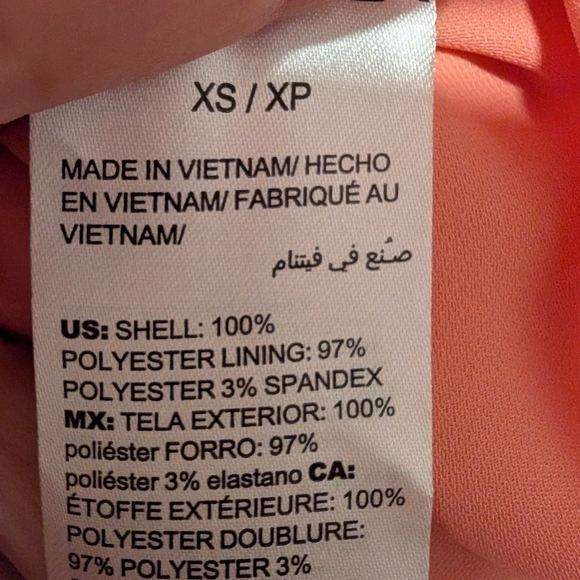 XS / XP
MADE IN VIETNAM/ HECHO
EN VIETNAM/ FABRIQUÉ AU
VIETNAM/
صُنع في فيتنام
US: SHELL: 100%
POLYESTER LINING: 97%
POLYESTER 3% SPANDEX
MX: TELA EXTERIOR: 100%
poliéster FORRO: 97%
poliéster 3% elastano CA:
ÉTOFFE EXTÉRIEURE: 100%
POLYESTER DOUBLURE:
97% POLYESTER 3%